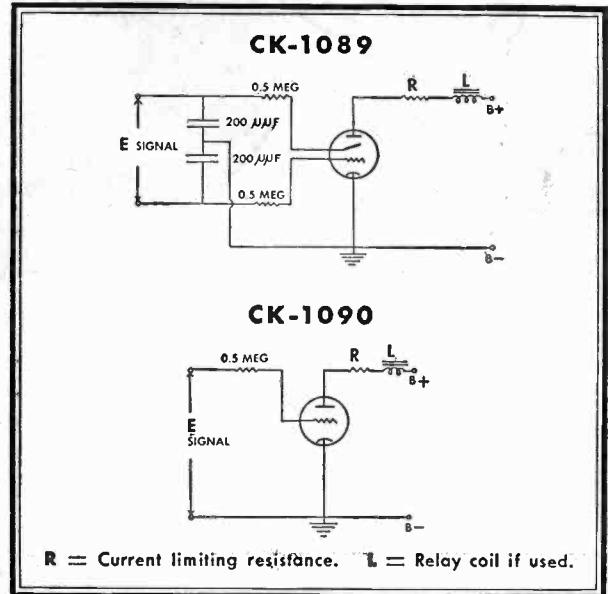 CK-1089
0.5 MEG
R
L
B+
200 µµF
E SIGNAL
200 µµF
0.5 MEG
B−
CK-1090
0.5 MEG
R
L
B+
E
SIGNAL
B−
R = Current limiting resistance. L = Relay coil if used.